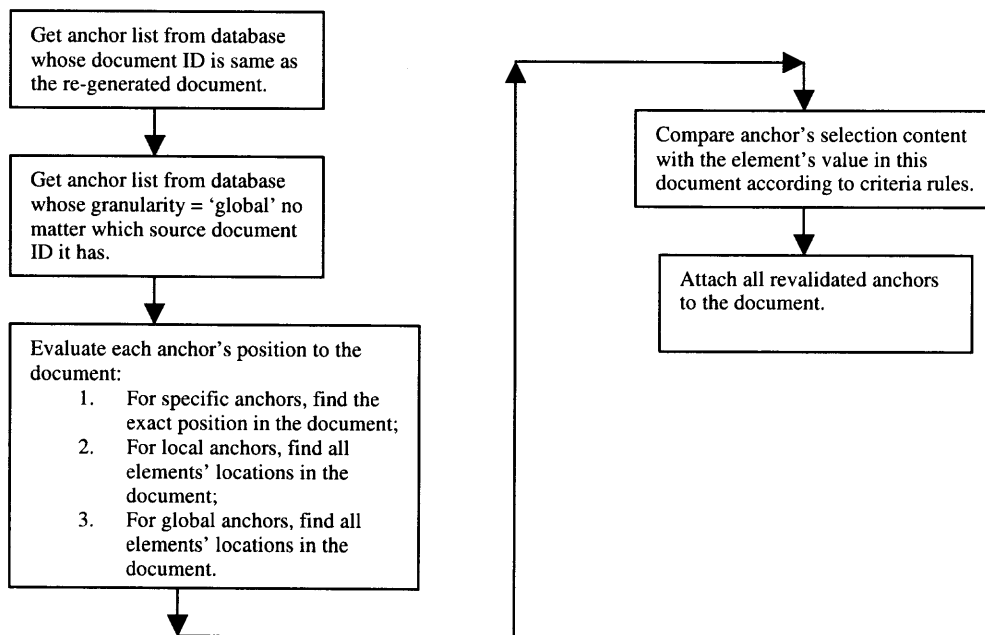 Get anchor list from database
whose document ID is same as
the re-generated document.
Get anchor list from database
whose granularity = ‘global’ no
matter which source document
ID it has.
Evaluate each anchor’s position to the
document:
1. For specific anchors, find the
exact position in the document;
2. For local anchors, find all
elements’ locations in the
document;
3. For global anchors, find all
elements’ locations in the
document.
Compare anchor’s selection content
with the element’s value in this
document according to criteria rules.
Attach all revalidated anchors
to the document.